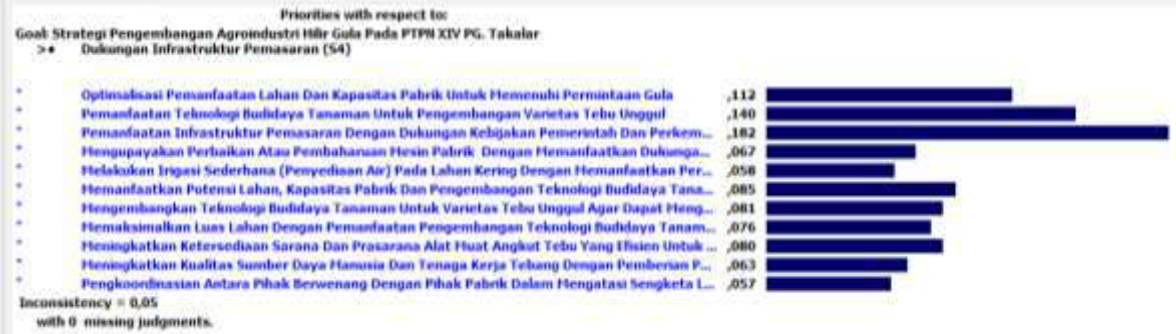 Priorities with respect to:
Goal: Strategi Pengembangan Agroindustri Hilir Gula Pada PTPN XIV PG. Takalar
>• Dukungan Infrastruktur Pemasaran (S4)
Optimalisasi Pemanfaatan Lahan Dan Kapasitas Pabrik Untuk Memenuhi Permintaan Gula ,112
Pemanfaatan Teknologi Budidaya Tanaman Untuk Pengembangan Varietas Tebu Unggul ,140
Pemanfaatan Infrastruktur Pemasaran Dengan Dukungan Kebijakan Pemerintah Dan Perkem... ,182
Mengupayakan Perbaikan Atau Pembaharuan Mesin Pabrik Dengan Memanfaatkan Dukunga... ,067
Melakukan Irigasi Sederhana (Penyediaan Air) Pada Lahan Kering Dengan Memanfaatkan Per... ,058
Memanfaatkan Potensi Lahan, Kapasitas Pabrik Dan Pengembangan Teknologi Budidaya Tana... ,085
Mengembangkan Teknologi Budidaya Tanaman Untuk Varietas Tebu Unggul Agar Dapat Meng... ,081
Memaksimalkan Luas Lahan Dengan Pemanfaatan Pengembangan Teknologi Budidaya Tanam... ,076
Meningkatkan Ketersediaan Sarana Dan Prasarana Alat Muat Angkut Tebu Yang Efisien Untuk ... ,080
Meningkatkan Kualitas Sumber Daya Manusia Dan Tenaga Kerja Tebang Dengan Pemberian P... ,063
Pengkoordinasian Antara Pihak Berwenang Dengan Pihak Pabrik Dalam Mengatasi Sengketa L... ,057
Inconsistency = 0,05
with 0 missing judgments.